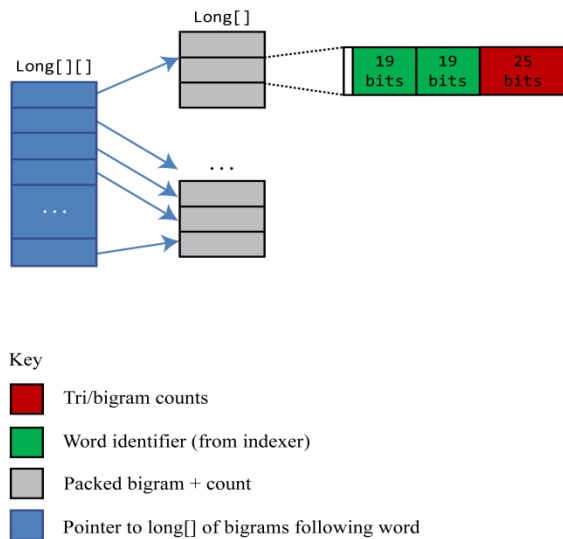 Long[]
Long[][]
19 bits
19 bits
25 bits
...
...
Key
Tri/bigram counts
Word identifier (from indexer)
Packed bigram + count
Pointer to long[] of bigrams following word